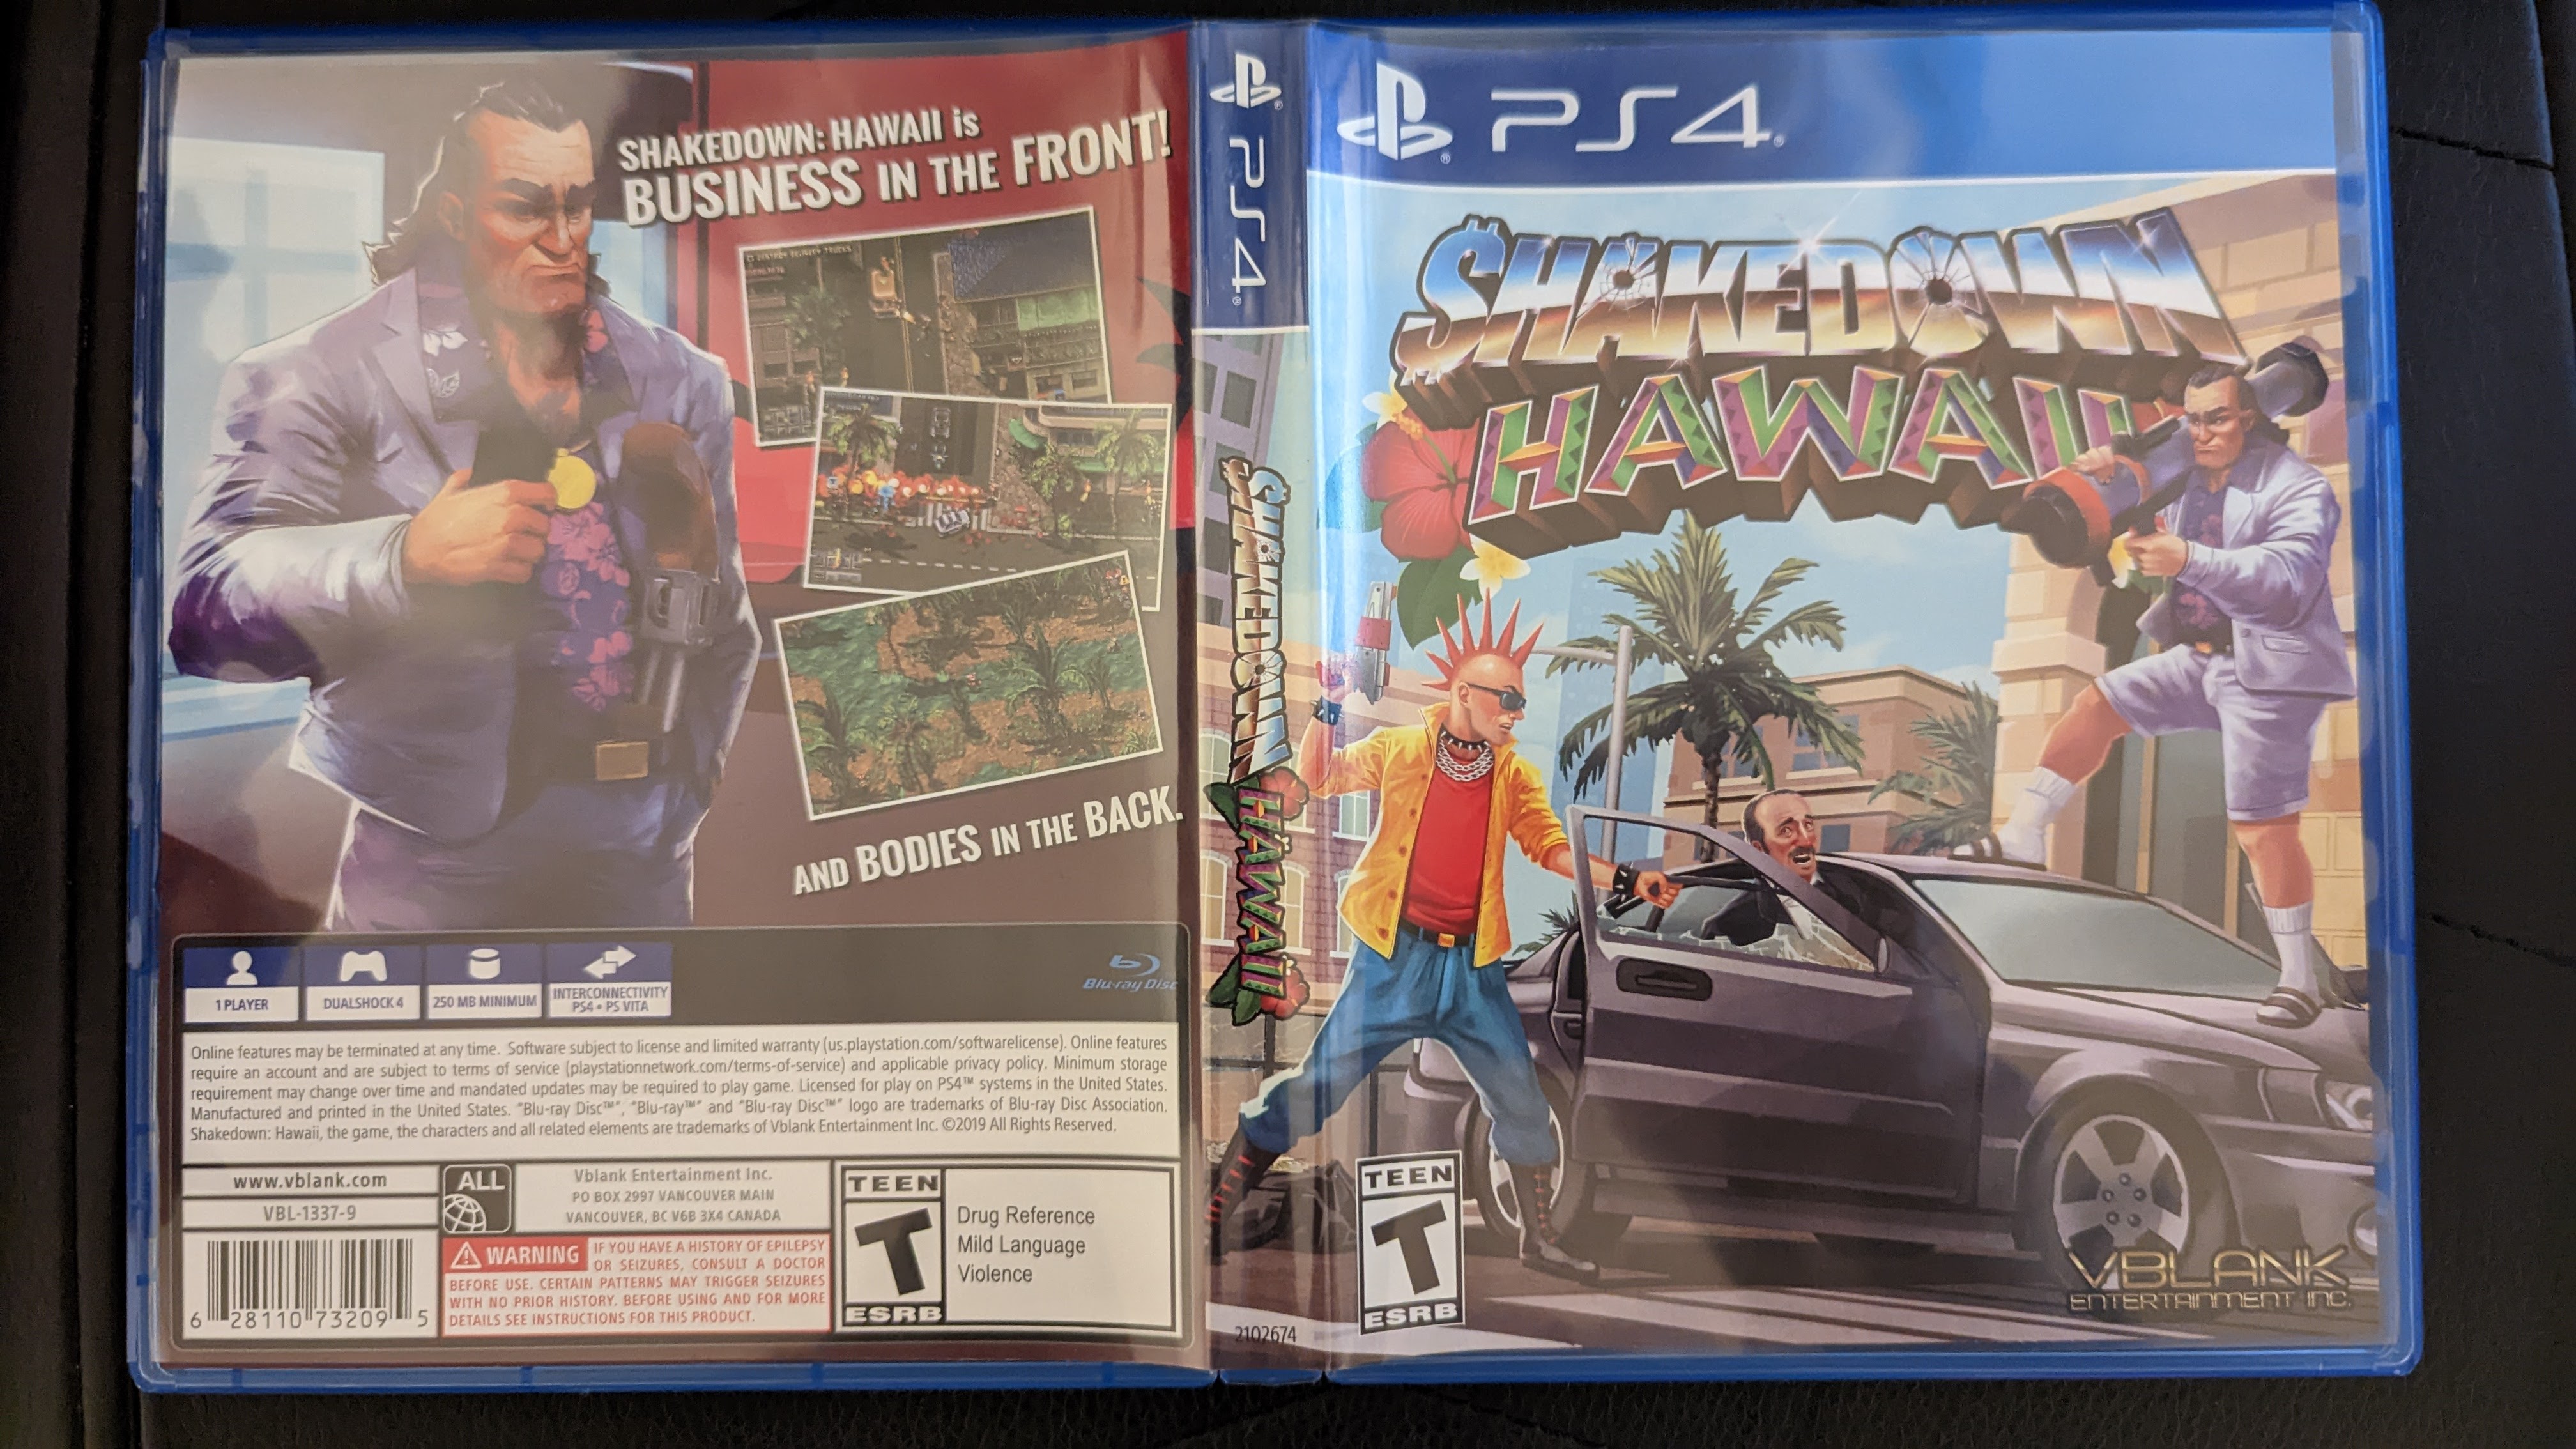 SHAKEDOWN: HAWAII is
BUSINESS IN THE FRONT!
AND BODIES IN THE BACK.
1 PLAYER
DUALSHOCK 4
250 MB MINIMUM
INTERCONNECTIVITY
PS4 • PS VITA
Blu-ray Disc
Online features may be terminated at any time. Software subject to license and limited warranty (us.playstation.com/softwarelicense). Online features
require an account and are subject to terms of service (playstationnetwork.com/terms-of-service) and applicable privacy policy. Minimum storage
requirement may change over time and mandated updates may be required to play game. Licensed for play on PS4™ systems in the United States.
Manufactured and printed in the United States. "Blu-ray Disc™", "Blu-ray™" and "Blu-ray Disc™" logo are trademarks of Blu-ray Disc Association.
Shakedown: Hawaii, the game, the characters and all related elements are trademarks of Vblank Entertainment Inc. ©2019 All Rights Reserved.
www.vblank.com
VBL-1337-9
6 28110 73209 5
ALL
Vblank Entertainment Inc.
PO BOX 2997 VANCOUVER MAIN
VANCOUVER, BC V6B 3X4 CANADA
WARNING
IF YOU HAVE A HISTORY OF EPILEPSY
OR SEIZURES, CONSULT A DOCTOR
BEFORE USE. CERTAIN PATTERNS MAY TRIGGER SEIZURES
WITH NO PRIOR HISTORY. BEFORE USING AND FOR MORE
DETAILS SEE INSTRUCTIONS FOR THIS PRODUCT.
TEEN
T
ESRB
Drug Reference
Mild Language
Violence
PS4
SHAKEDOWN HAWAII
2102674
PS4
SHAKEDOWN
HAWAII
TEEN
T
ESRB
VBLANK
ENTERTAINMENT INC.